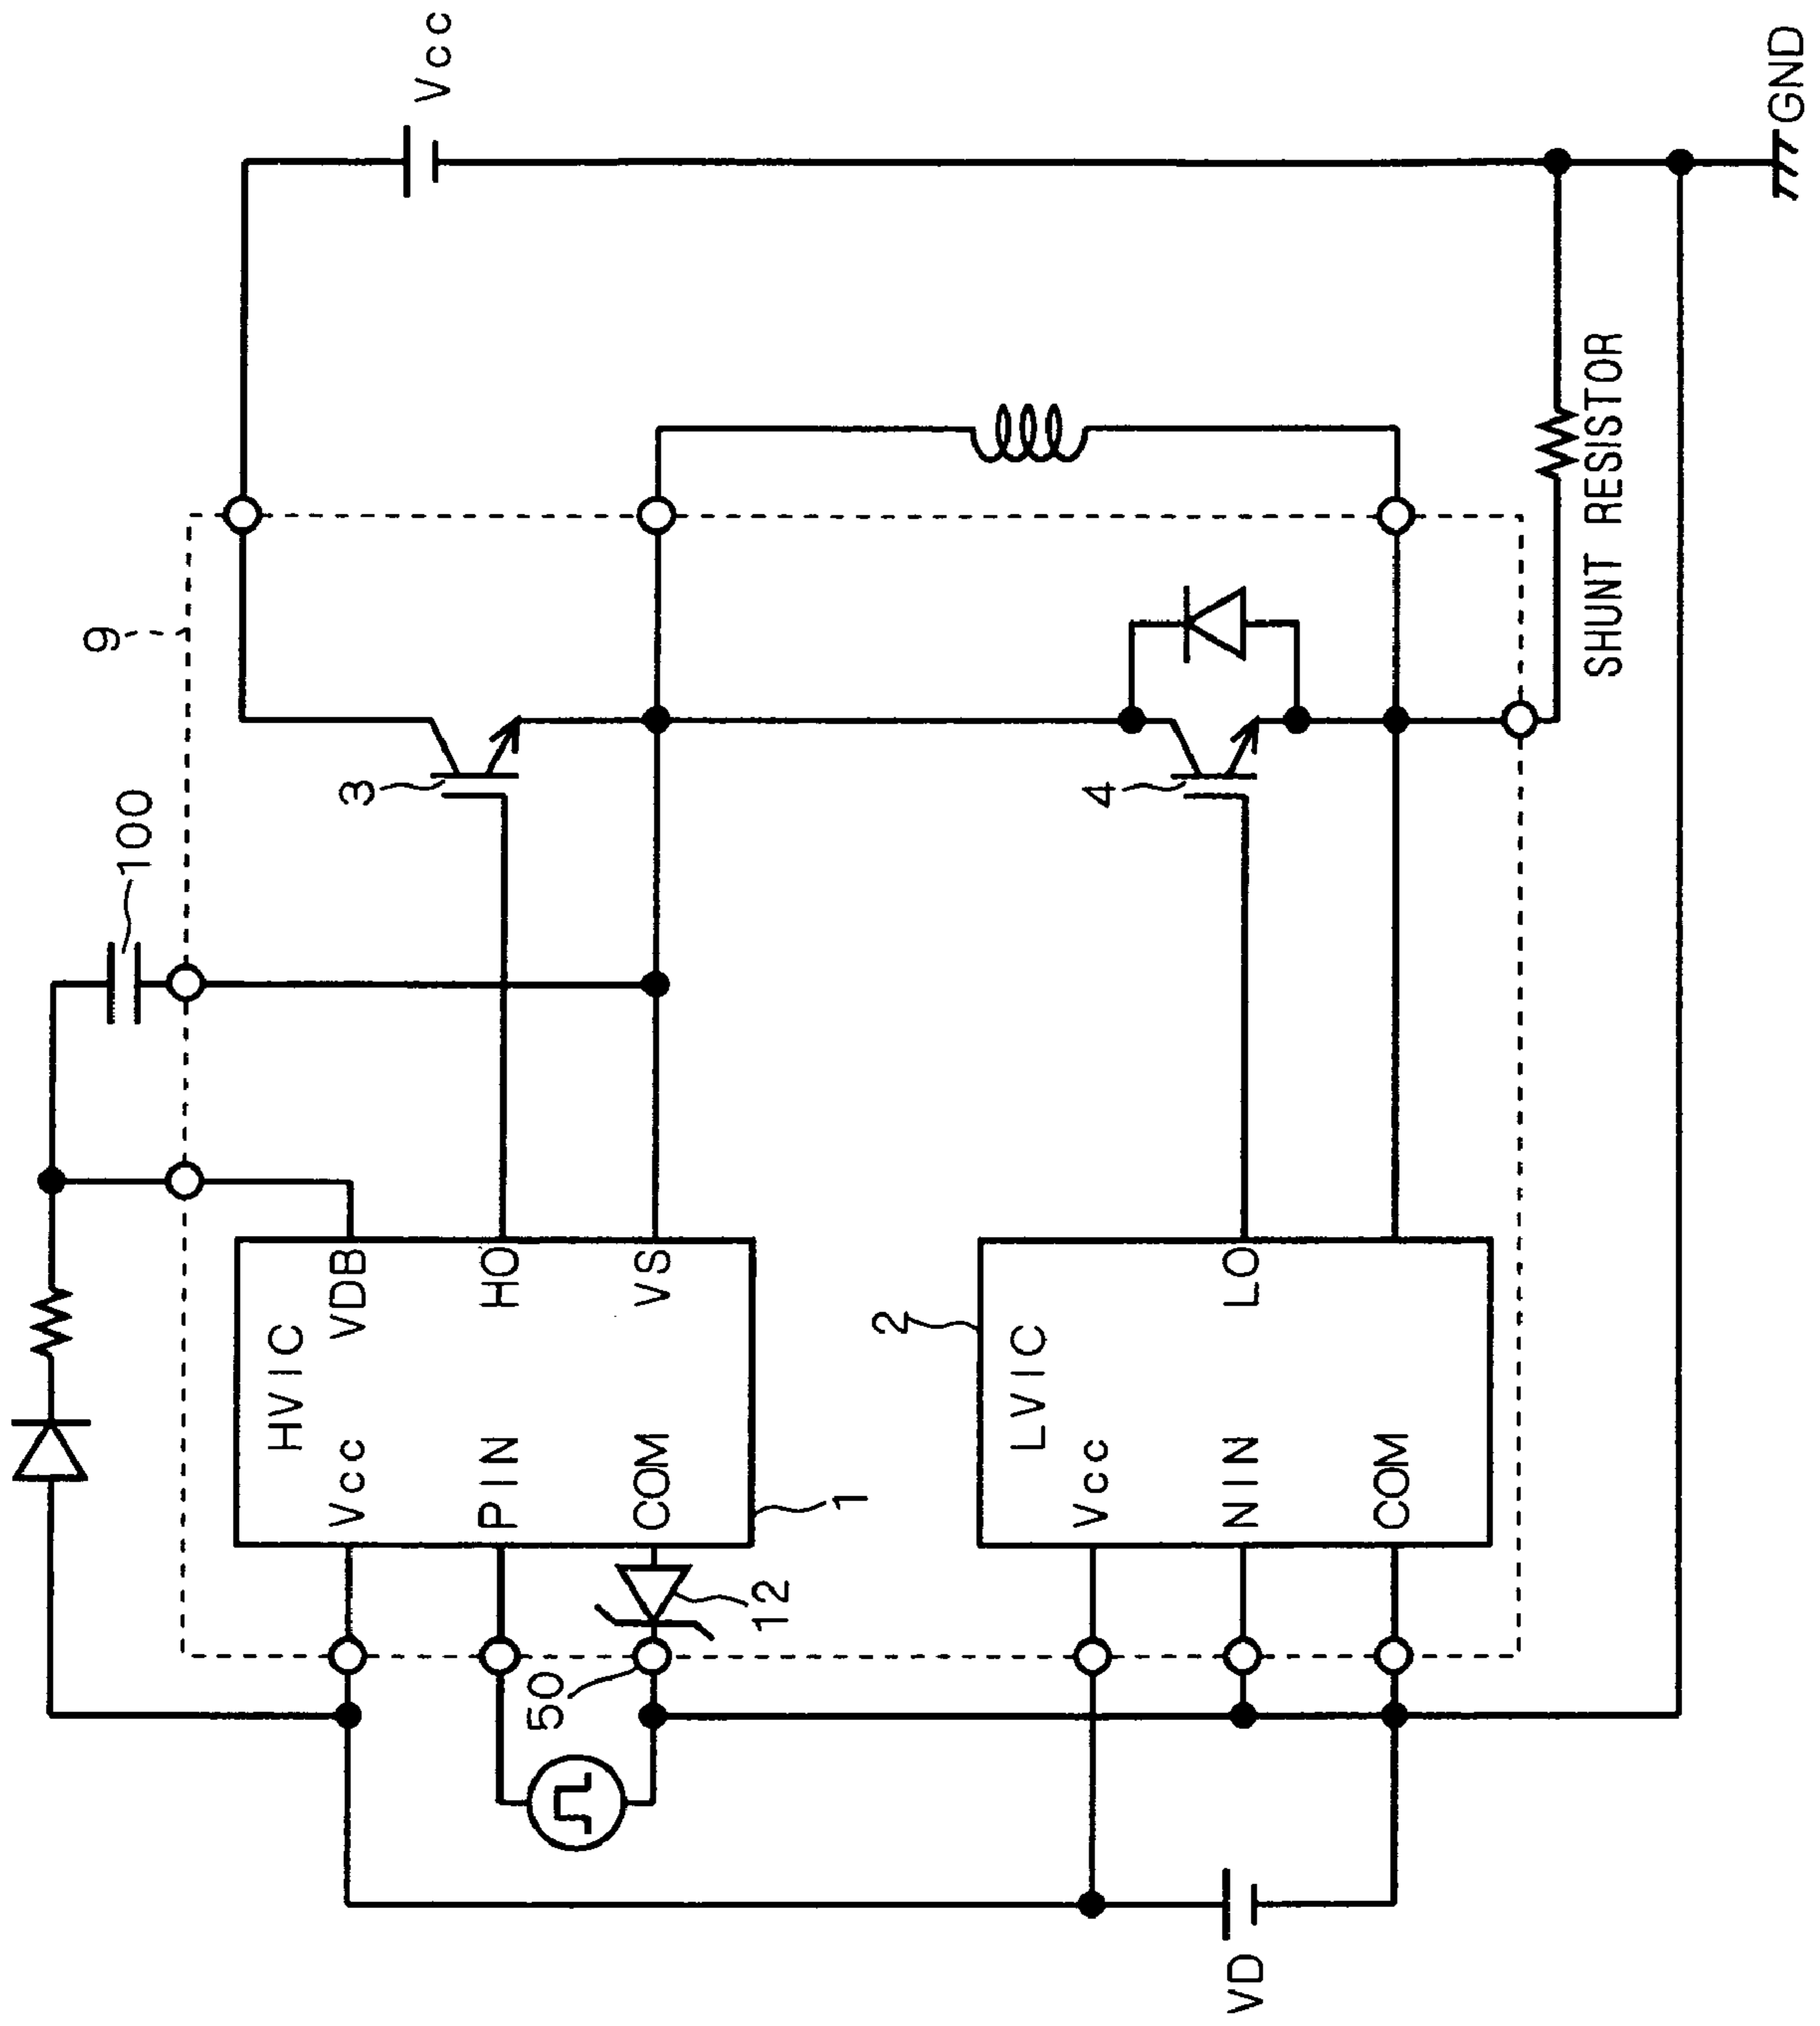 100
9
Vcc
HVIC
Vcc
VDB
PIN
HO
COM
VS
3
12
50
1
2
LVIC
Vcc
NIN
LO
COM
4
VD
SHUNT RESISTOR
GND